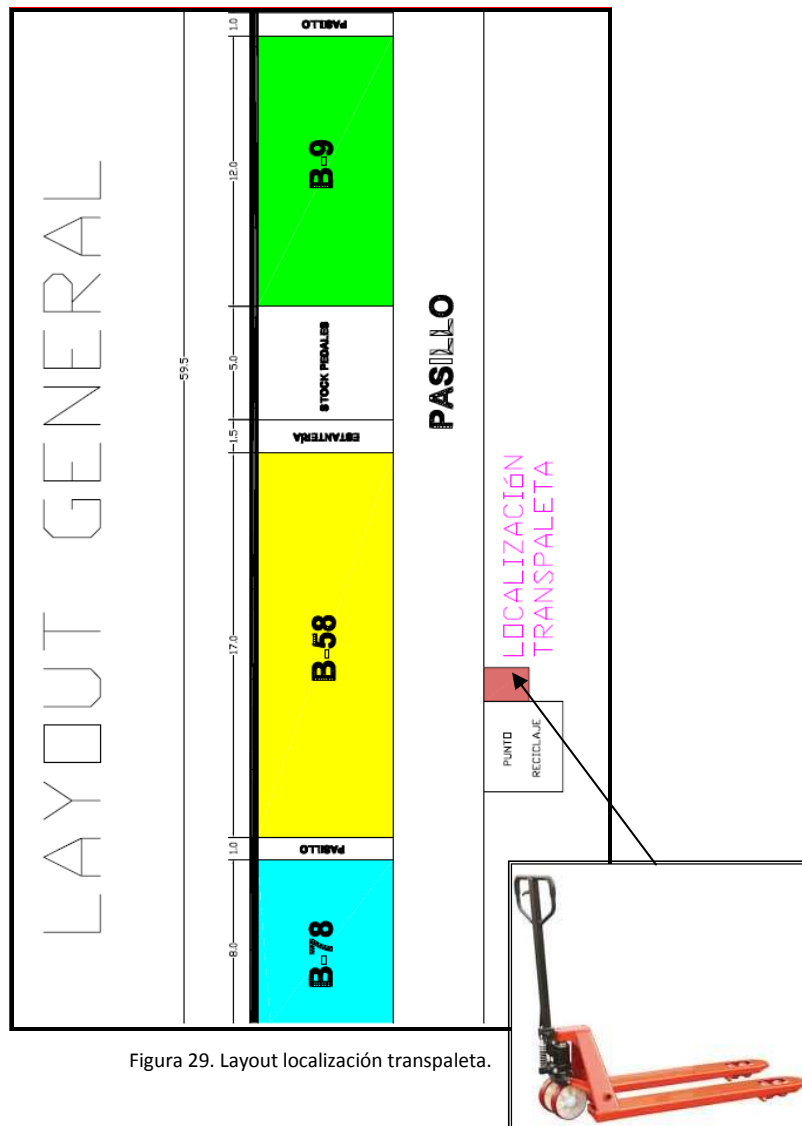 LAYOUT GENERAL
59.5
1.0
PASILLO
12.0
B-9
5.0
STOCK PEDALES
1.5
ESTANTERÍA
17.0
B-58
1.0
PASILLO
8.0
B-78
PASILLO
LOCALIZACIóN
TRANSPALETA
PUNTO
RECICLAJE
Figura 29. Layout localización transpaleta.